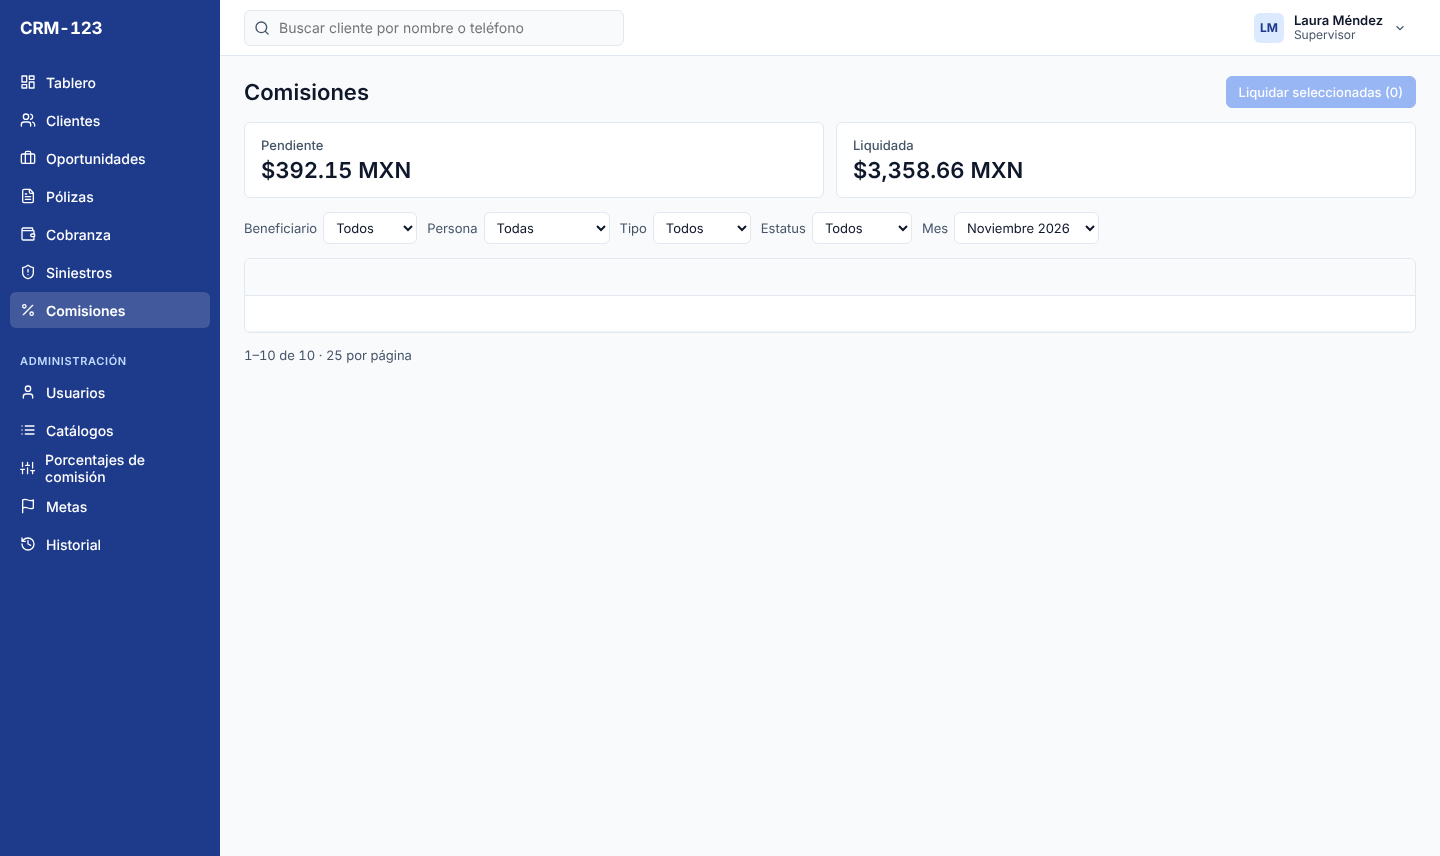 CRM-123
Buscar cliente por nombre o teléfono
LM
Laura Méndez
Supervisor
Tablero
Clientes
Oportunidades
Pólizas
Cobranza
Siniestros
Comisiones
ADMINISTRACIÓN
Usuarios
Catálogos
Porcentajes de
comisión
Metas
Historial
Comisiones
Liquidar seleccionadas (0)
Pendiente
$392.15 MXN
Liquidada
$3,358.66 MXN
Beneficiario Todos Persona Todas Tipo Todos Estatus Todos Mes Noviembre 2026
1–10 de 10 · 25 por página